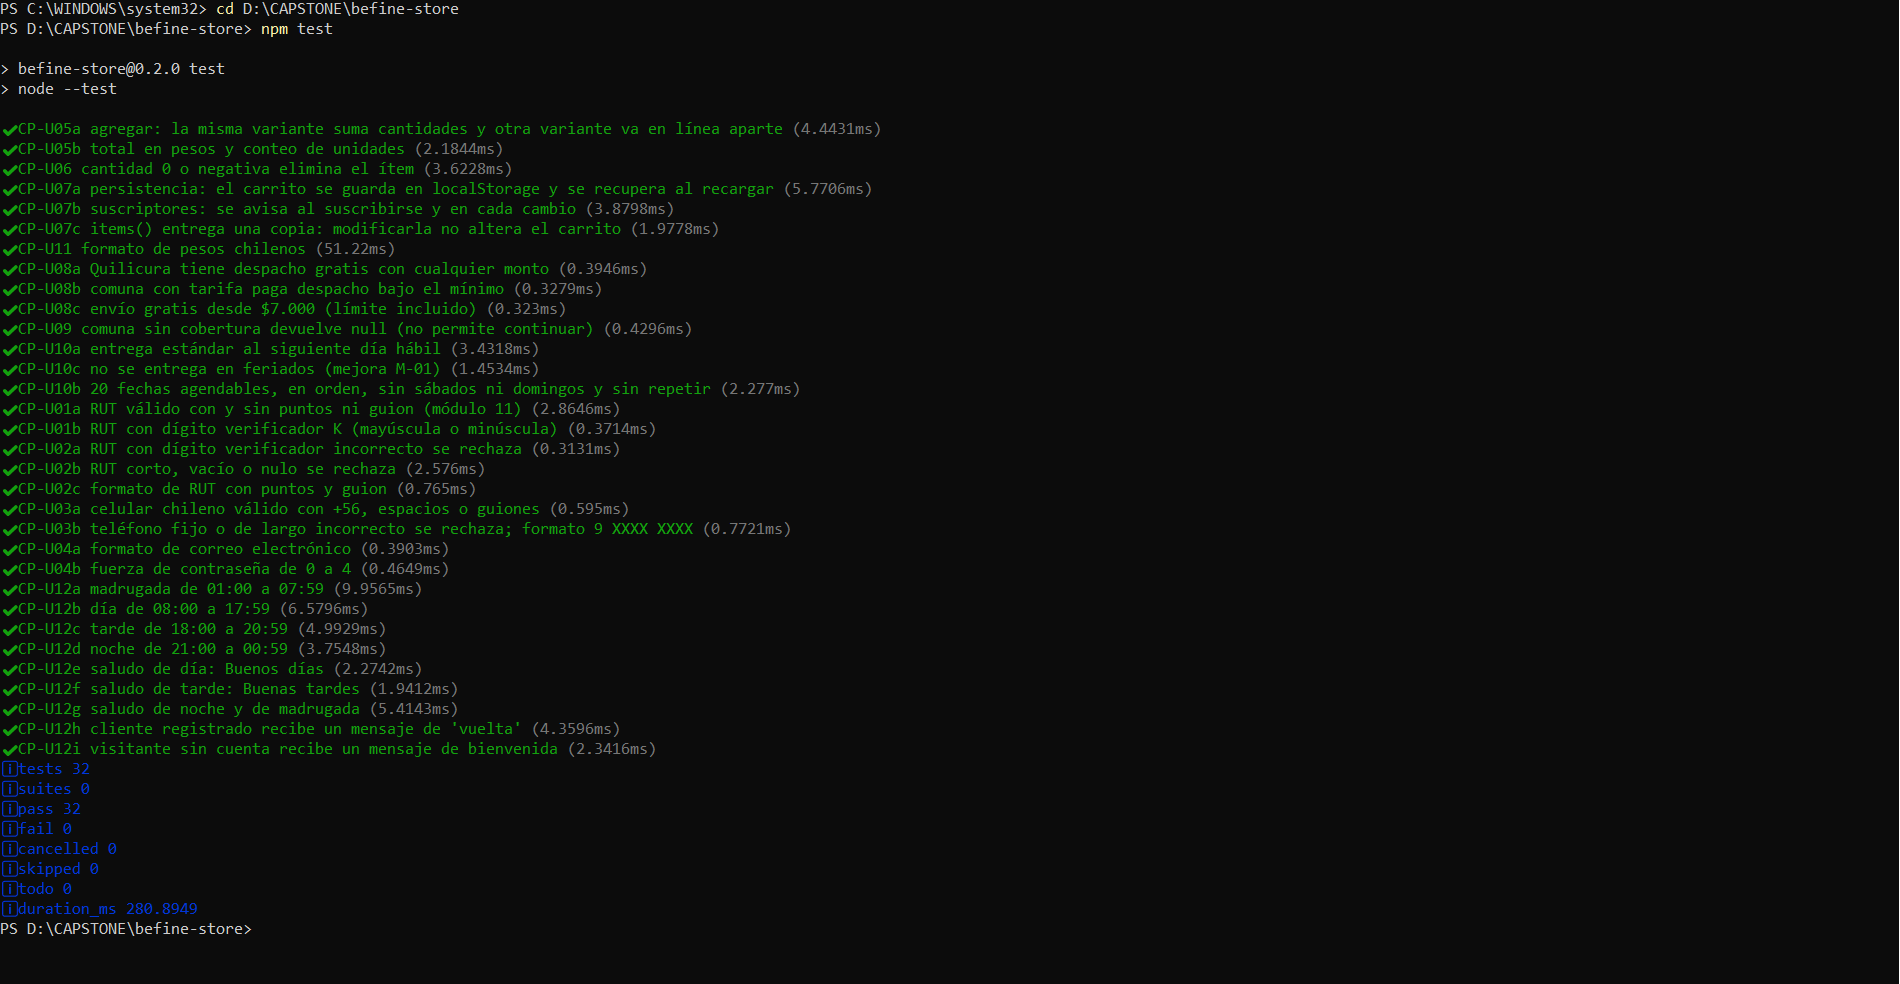 PS C:\WINDOWS\system32> cd D:\CAPSTONE\befine-store
PS D:\CAPSTONE\befine-store> npm test
> befine-store@0.2.0 test
> node --test
✔CP-U05a agregar: la misma variante suma cantidades y otra variante va en línea aparte (4.4431ms)
✔CP-U05b total en pesos y conteo de unidades (2.1844ms)
✔CP-U06 cantidad 0 o negativa elimina el ítem (3.6228ms)
✔CP-U07a persistencia: el carrito se guarda en localStorage y se recupera al recargar (5.7706ms)
✔CP-U07b suscriptores: se avisa al suscribirse y en cada cambio (3.8798ms)
✔CP-U07c items() entrega una copia: modificarla no altera el carrito (1.9778ms)
✔CP-U11 formato de pesos chilenos (51.22ms)
✔CP-U08a Quilicura tiene despacho gratis con cualquier monto (0.3946ms)
✔CP-U08b comuna con tarifa paga despacho bajo el mínimo (0.3279ms)
✔CP-U08c envío gratis desde $7.000 (límite incluido) (0.323ms)
✔CP-U09 comuna sin cobertura devuelve null (no permite continuar) (0.4296ms)
✔CP-U10a entrega estándar al siguiente día hábil (3.4318ms)
✔CP-U10c no se entrega en feriados (mejora M-01) (1.4534ms)
✔CP-U10b 20 fechas agendables, en orden, sin sábados ni domingos y sin repetir (2.277ms)
✔CP-U01a RUT válido con y sin puntos ni guion (módulo 11) (2.8646ms)
✔CP-U01b RUT con dígito verificador K (mayúscula o minúscula) (0.3714ms)
✔CP-U02a RUT con dígito verificador incorrecto se rechaza (0.3131ms)
✔CP-U02b RUT corto, vacío o nulo se rechaza (2.576ms)
✔CP-U02c formato de RUT con puntos y guion (0.765ms)
✔CP-U03a celular chileno válido con +56, espacios o guiones (0.595ms)
✔CP-U03b teléfono fijo o de largo incorrecto se rechaza; formato 9 XXXX XXXX (0.7721ms)
✔CP-U04a formato de correo electrónico (0.3903ms)
✔CP-U04b fuerza de contraseña de 0 a 4 (0.4649ms)
✔CP-U12a madrugada de 01:00 a 07:59 (9.9565ms)
✔CP-U12b día de 08:00 a 17:59 (6.5796ms)
✔CP-U12c tarde de 18:00 a 20:59 (4.9929ms)
✔CP-U12d noche de 21:00 a 00:59 (3.7548ms)
✔CP-U12e saludo de día: Buenos días (2.2742ms)
✔CP-U12f saludo de tarde: Buenas tardes (1.9412ms)
✔CP-U12g saludo de noche y de madrugada (5.4143ms)
✔CP-U12h cliente registrado recibe un mensaje de 'vuelta' (4.3596ms)
✔CP-U12i visitante sin cuenta recibe un mensaje de bienvenida (2.3416ms)
ℹtests 32
ℹsuites 0
ℹpass 32
ℹfail 0
ℹcancelled 0
ℹskipped 0
ℹtodo 0
ℹduration_ms 280.8949
PS D:\CAPSTONE\befine-store>